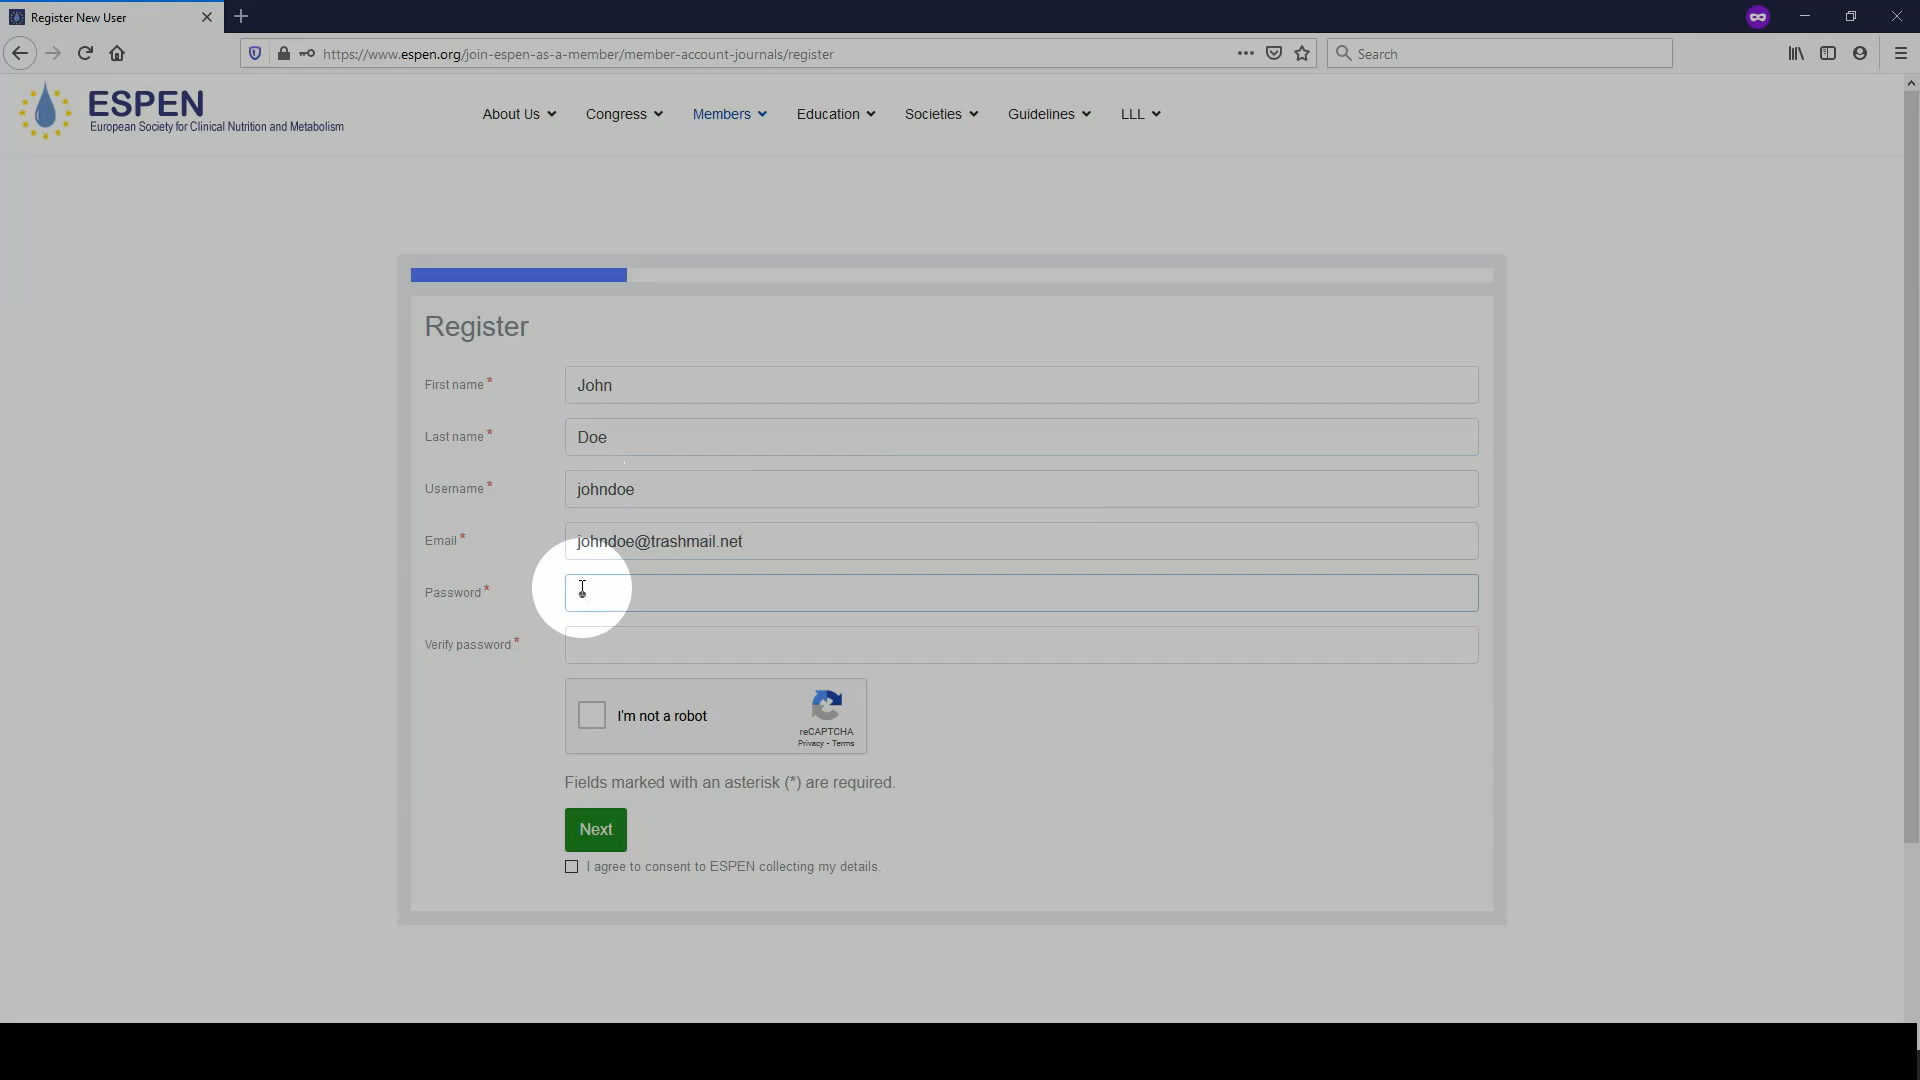 Register New User
https://www.espen.org/join-espen-as-a-member/member-account-journals/register
Search
ESPEN
European Society for Clinical Nutrition and Metabolism
About Us
Congress
Members
Education
Societies
Guidelines
LLL
Register
First name *
John
Last name *
Doe
Username *
johndoe
Email *
johndoe@trashmail.net
Password *
Verify password *
I'm not a robot
reCAPTCHA
Privacy - Terms
Fields marked with an asterisk (*) are required.
Next
I agree to consent to ESPEN collecting my details.